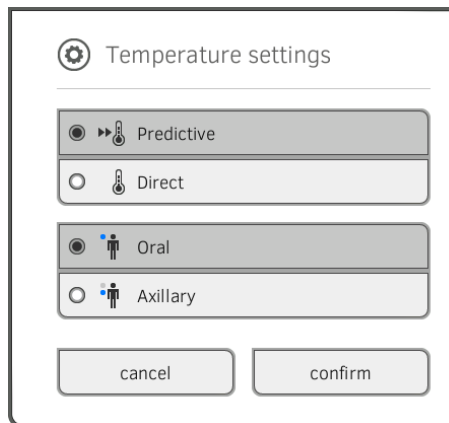 Temperature settings
Predictive
Direct
Oral
Axillary
cancel
confirm